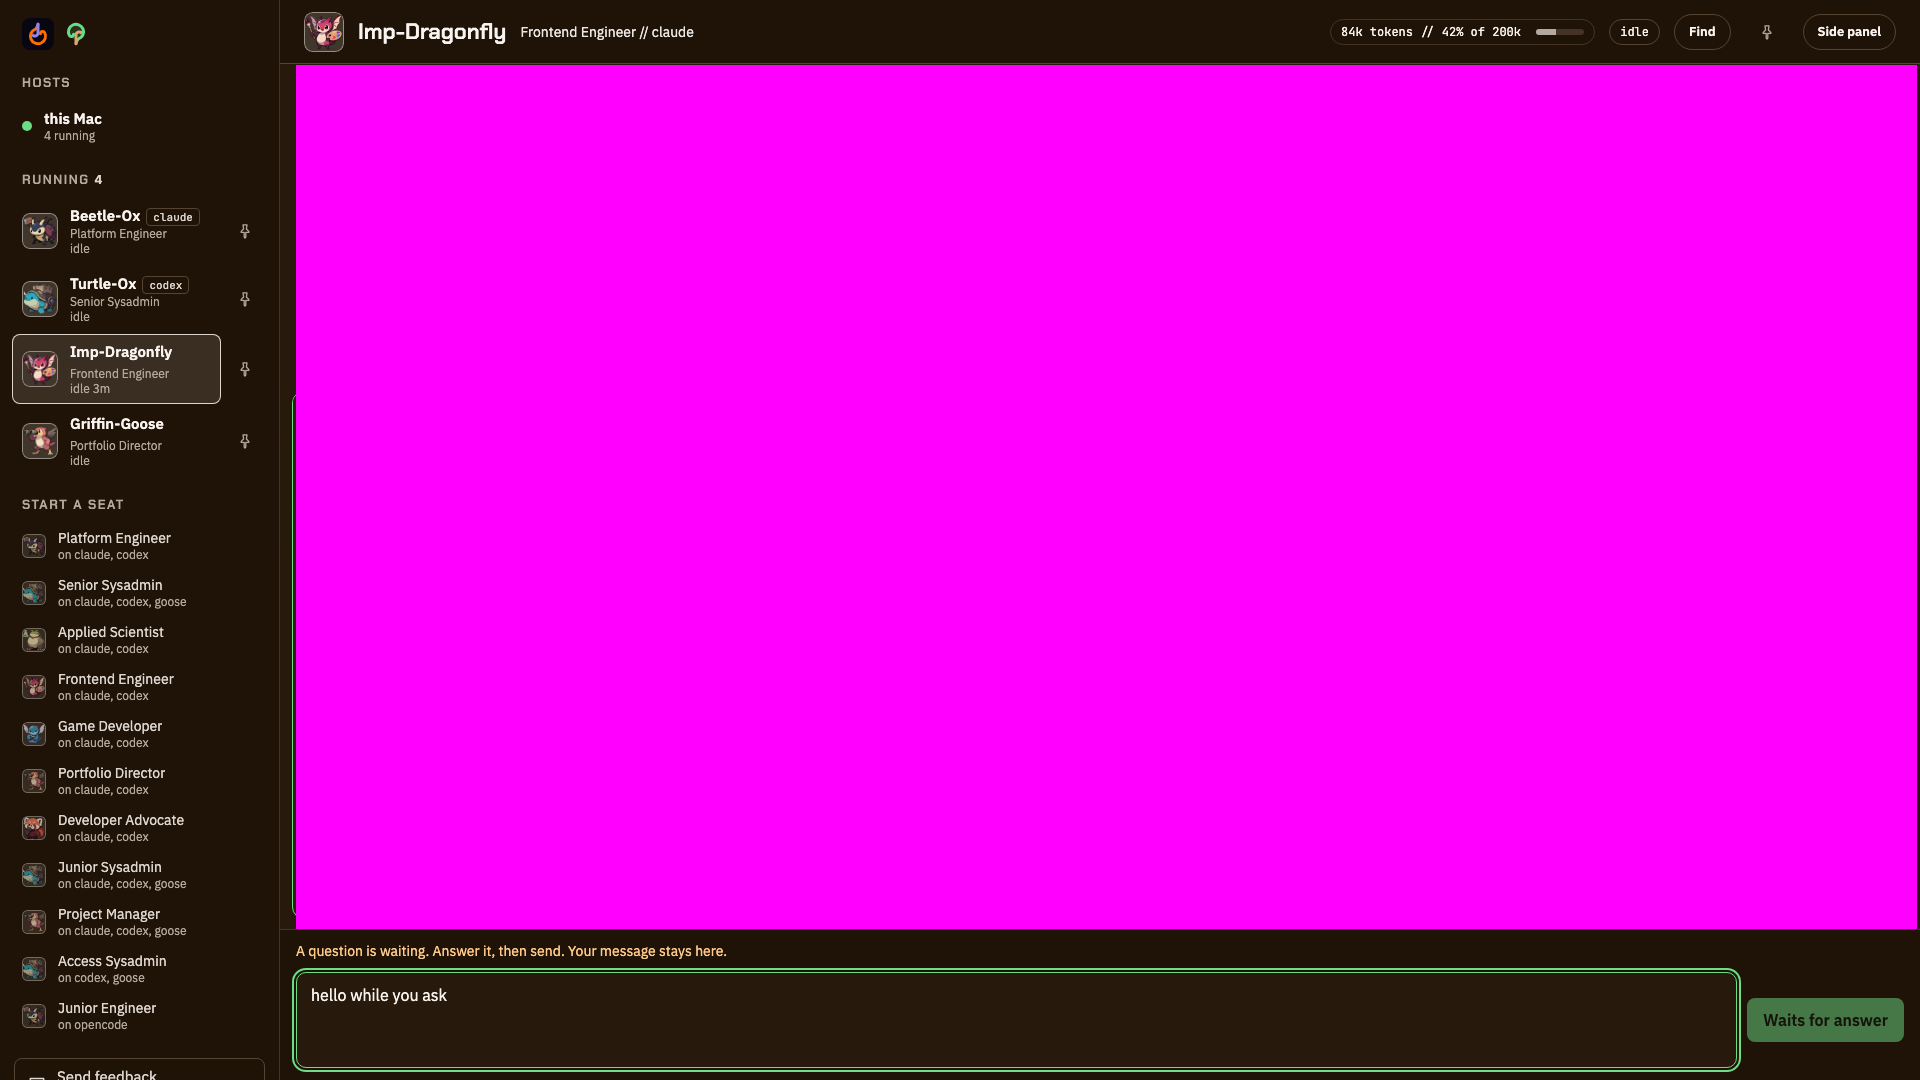 HOSTS
this Mac
4 running
RUNNING 4
Beetle-Ox claude
Platform Engineer
idle
Turtle-Ox codex
Senior Sysadmin
idle
Imp-Dragonfly
Frontend Engineer
idle 3m
Griffin-Goose
Portfolio Director
idle
START A SEAT
Platform Engineer
on claude, codex
Senior Sysadmin
on claude, codex, goose
Applied Scientist
on claude, codex
Frontend Engineer
on claude, codex
Game Developer
on claude, codex
Portfolio Director
on claude, codex
Developer Advocate
on claude, codex
Junior Sysadmin
on claude, codex, goose
Project Manager
on claude, codex, goose
Access Sysadmin
on codex, goose
Junior Engineer
on opencode
Send feedback
Imp-Dragonfly Frontend Engineer // claude
84k tokens // 42% of 200k
idle
Find
Side panel
A question is waiting. Answer it, then send. Your message stays here.
hello while you ask
Waits for answer